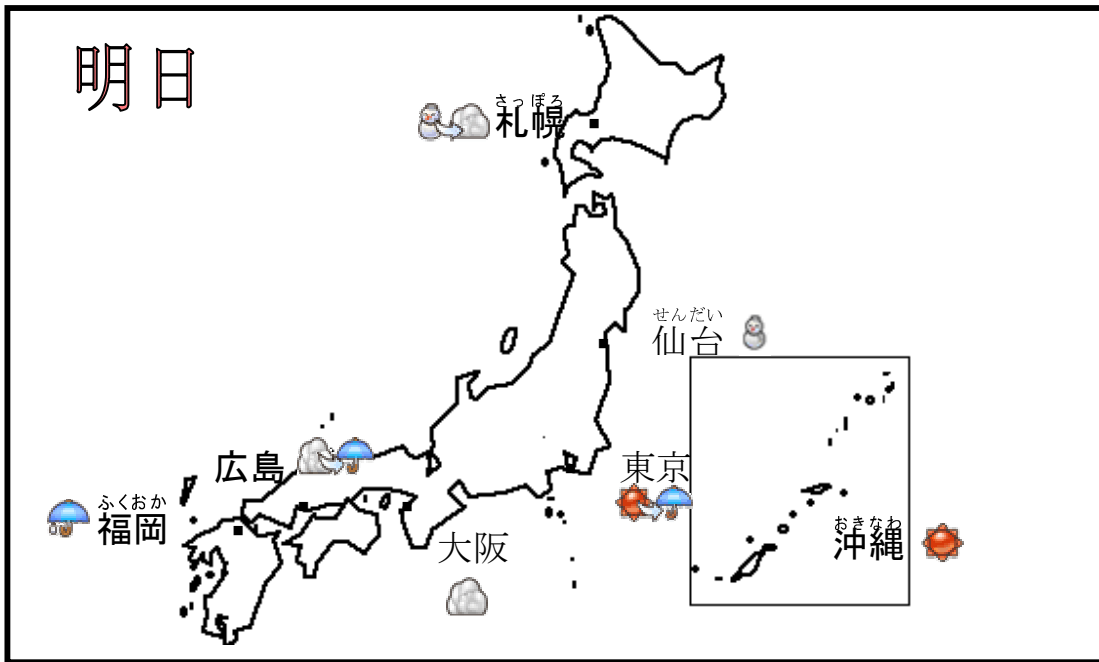 明日
さっぽろ
札幌
せんだい
仙台
広島
東京
ふくおか
福岡
おきなわ
沖縄
大阪